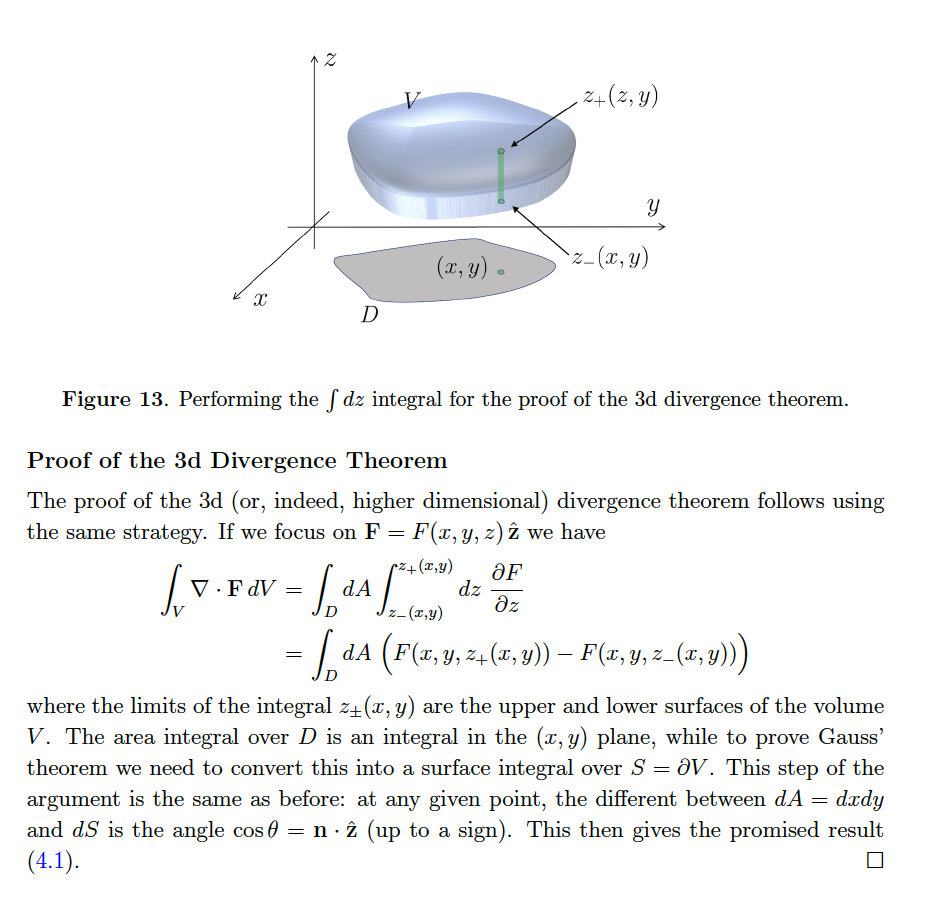 z
V
z₊(z, y)
y
z₋(x, y)
(x, y)
x
D
Figure 13. Performing the ∫ dz integral for the proof of the 3d divergence theorem.
Proof of the 3d Divergence Theorem
The proof of the 3d (or, indeed, higher dimensional) divergence theorem follows using
the same strategy. If we focus on F = F(x, y, z) ẑ we have
∫_V ∇ · F dV = ∫_D dA ∫_{z₋(x,y)}^{z₊(x,y)} dz ∂F/∂z
= ∫_D dA (F(x, y, z₊(x, y)) − F(x, y, z₋(x, y)))
where the limits of the integral z±(x, y) are the upper and lower surfaces of the volume
V. The area integral over D is an integral in the (x, y) plane, while to prove Gauss’
theorem we need to convert this into a surface integral over S = ∂V. This step of the
argument is the same as before: at any given point, the different between dA = dxdy
and dS is the angle cos θ = n · ẑ (up to a sign). This then gives the promised result
(4.1). □